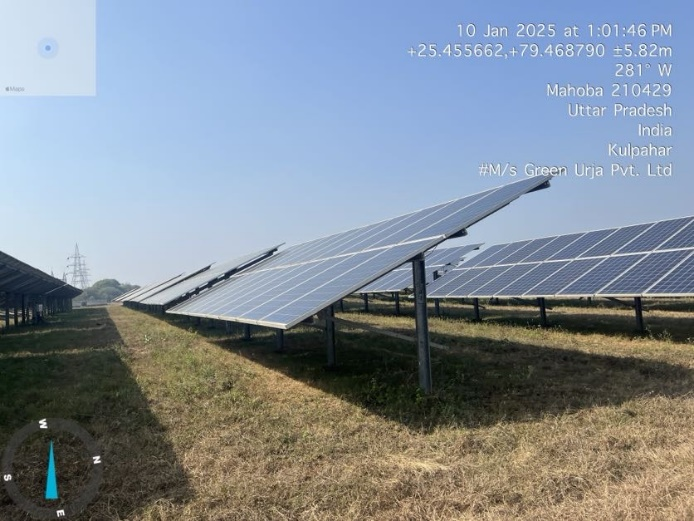 10 Jan 2025 at 1:01:46 PM
+25.455662,+79.468790 ±5.82m
281° W
Mahoba 210429
Uttar Pradesh
India
Kulpahar
#M/s Green Urja Pvt. Ltd
Maps
W
N
S
E